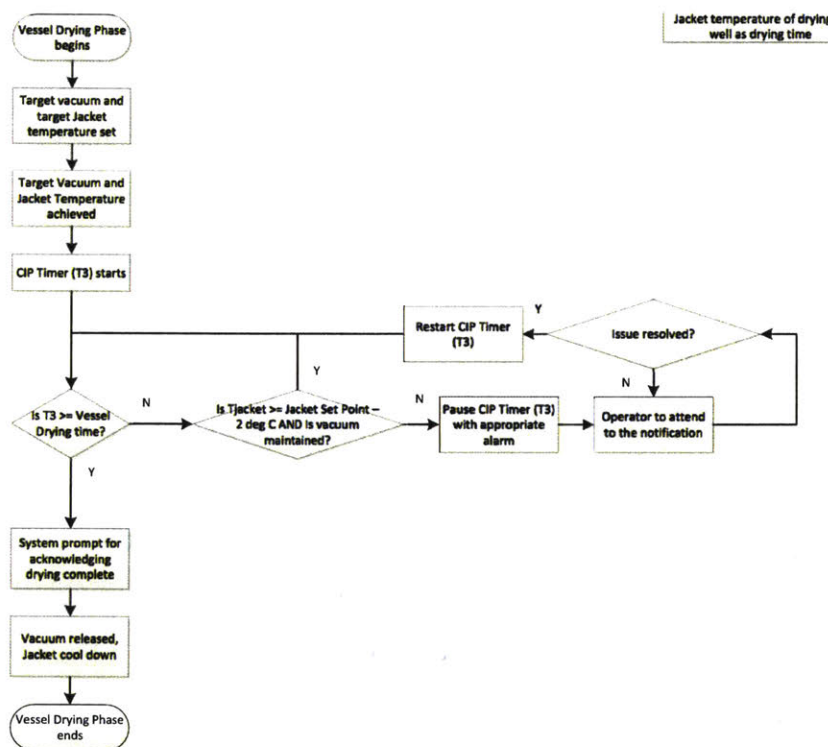 Vessel Drying Phase
begins
Jacket temperature of drying
well as drying time
Target vacuum and
target Jacket
temperature set
Target Vacuum and
Jacket Temperature
achieved
CIP Timer (T3) starts
Restart CIP Timer
(T3)
Y
Issue resolved?
Y
N
Is T3 >= Vessel
Drying time?
N
Is Tjacket >= Jacket Set Point –
2 deg C AND is vacuum
maintained?
N
Pause CIP Timer (T3)
with appropriate
alarm
Operator to attend
to the notification
Y
System prompt for
acknowledging
drying complete
Vacuum released,
Jacket cool down
Vessel Drying Phase
ends